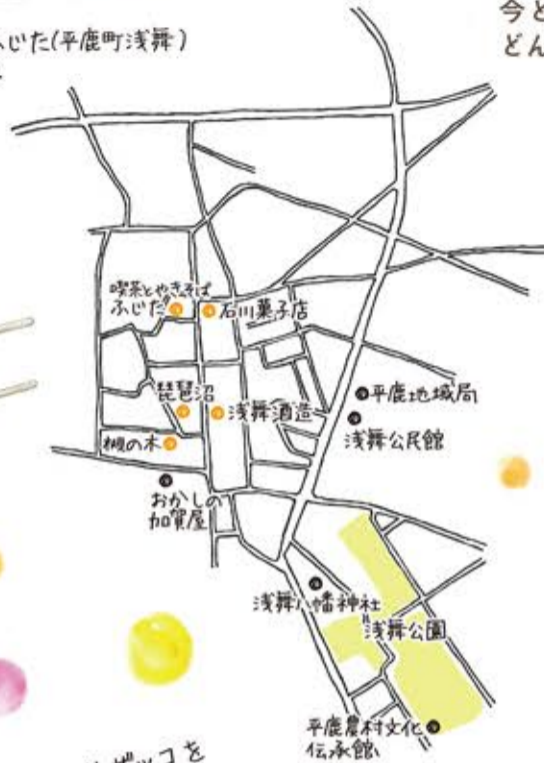 ふじた(平鹿町浅舞)
今と
どん
喫茶とやきそば
ふじた
石川菓子店
琵琶沼
浅舞酒造
槻の木
おかしの
加賀屋
平鹿地域局
浅舞公民館
浅舞八幡神社
浅舞公園
平鹿農村文化
伝承館
ザッコを